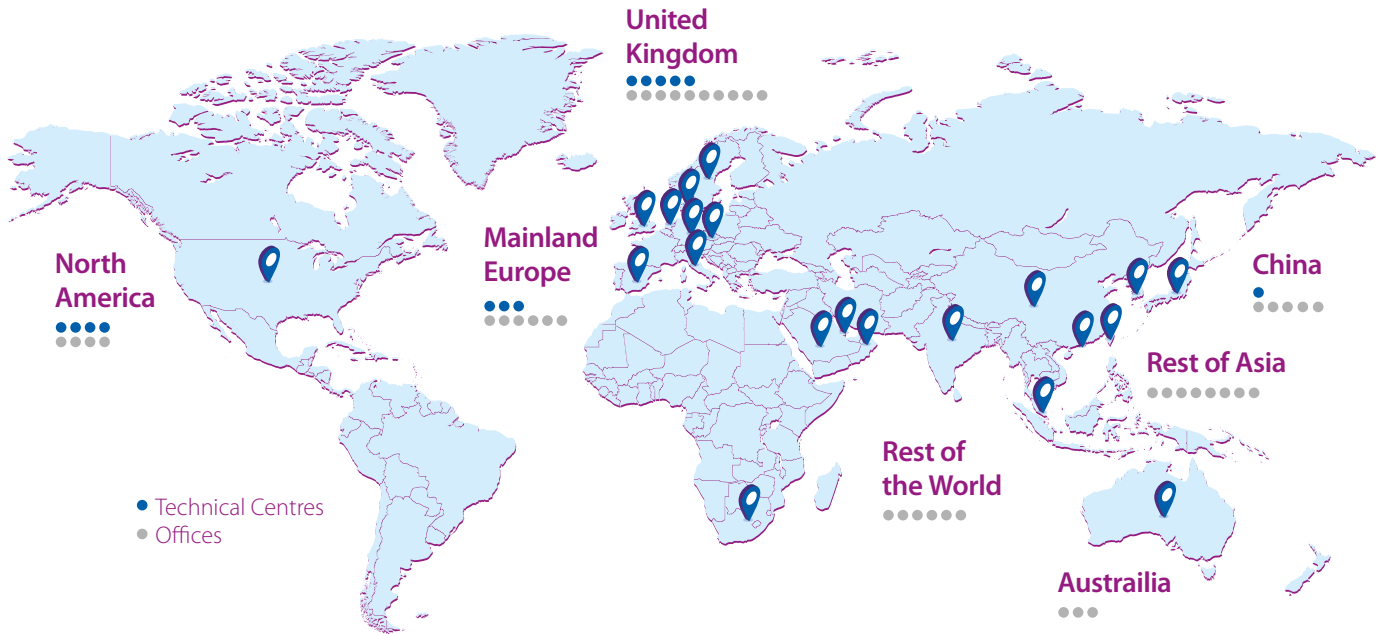 United
Kingdom
Mainland
Europe
North
America
China
Rest of Asia
Rest of
the World
Technical Centres
Offices
Austrailia